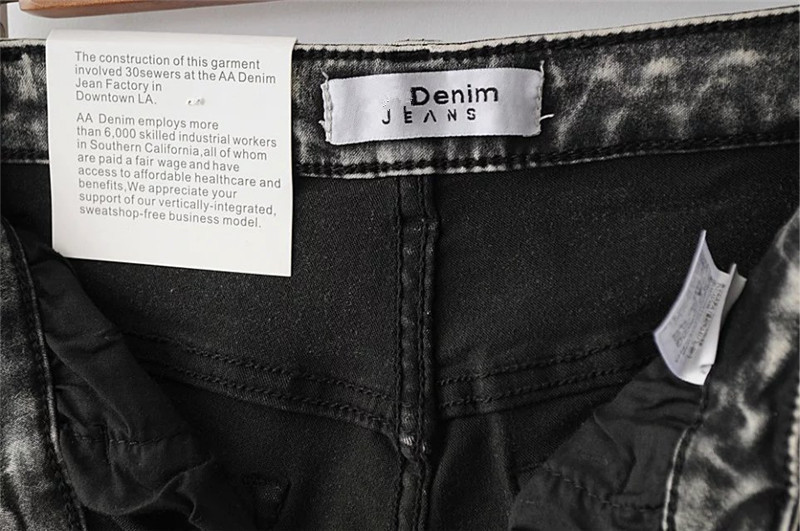 The construction of this garment
involved 30sewers at the AA Denim
Jean Factory in
Downtown LA.
AA Denim employs more
than 6,000 skilled industrial workers
in Southern California,all of whom
are paid a fair wage and have
access to affordable healthcare and
benefits,We appreciate your
support of our vertically-integrated,
sweatshop-free business model.
Denim
JEANS